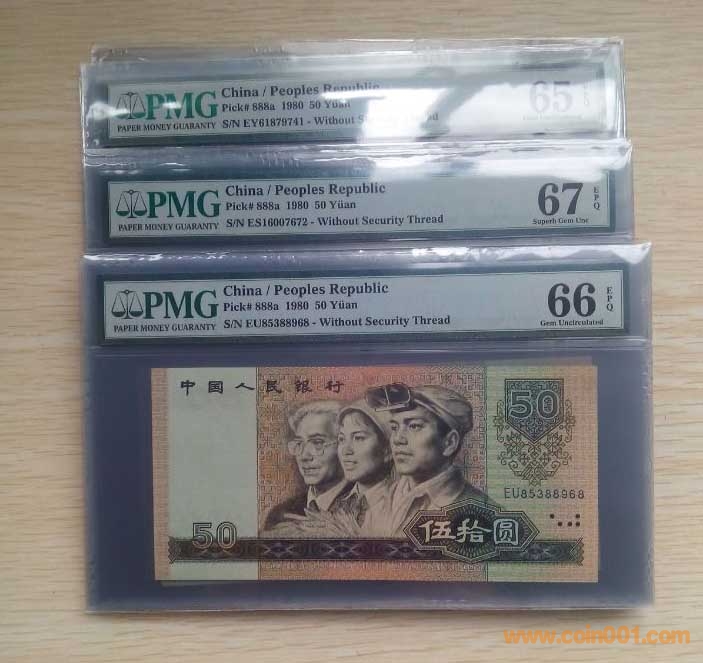 PMG
PAPER MONEY GUARANTY
China / Peoples Republic
Pick# 888a 1980 50 Yüan
S/N EY61879741 - Without Security Thread
65
PMG
PAPER MONEY GUARANTY
China / Peoples Republic
Pick# 888a 1980 50 Yüan
S/N ES16007672 - Without Security Thread
67
Superb Gem Unc
EPQ
PMG
PAPER MONEY GUARANTY
China / Peoples Republic
Pick# 888a 1980 50 Yüan
S/N EU85388968 - Without Security Thread
66
Gem Uncirculated
EPQ
中国人民银行
50
EU85388968
50
伍拾圆
www.coin001.com